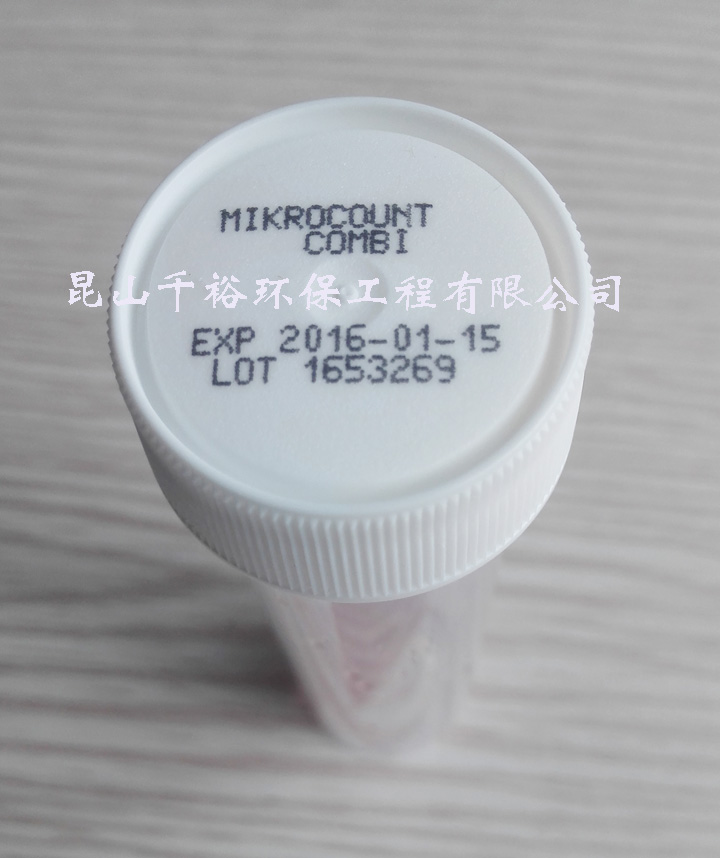 MIKROCOUNT
COMBI
昆山千裕环保工程有限公司
EXP 2016-01-15
LOT 1653269